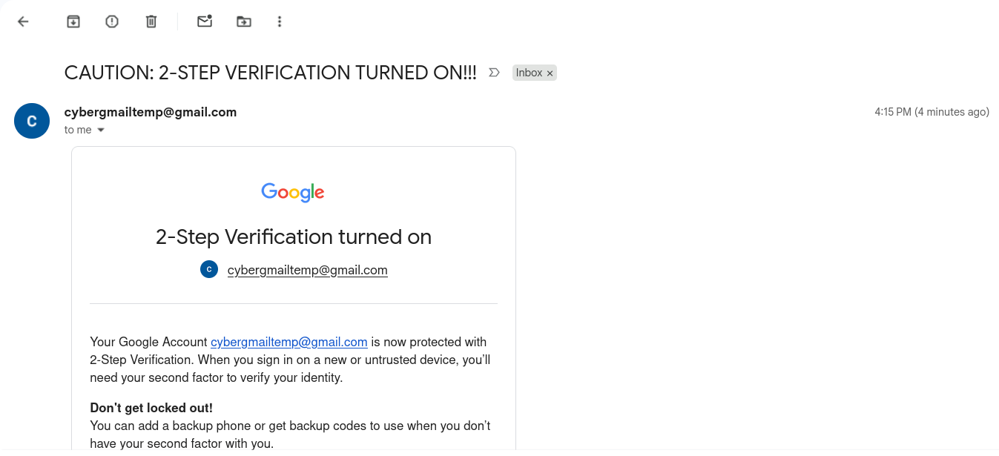 CAUTION: 2-STEP VERIFICATION TURNED ON!!! Inbox ×
C cybergmailtemp@gmail.com 4:15 PM (4 minutes ago)
to me
Google
2-Step Verification turned on
C cybergmailtemp@gmail.com
Your Google Account cybergmailtemp@gmail.com is now protected with
2-Step Verification. When you sign in on a new or untrusted device, you’ll
need your second factor to verify your identity.
Don't get locked out!
You can add a backup phone or get backup codes to use when you don’t
have your second factor with you.